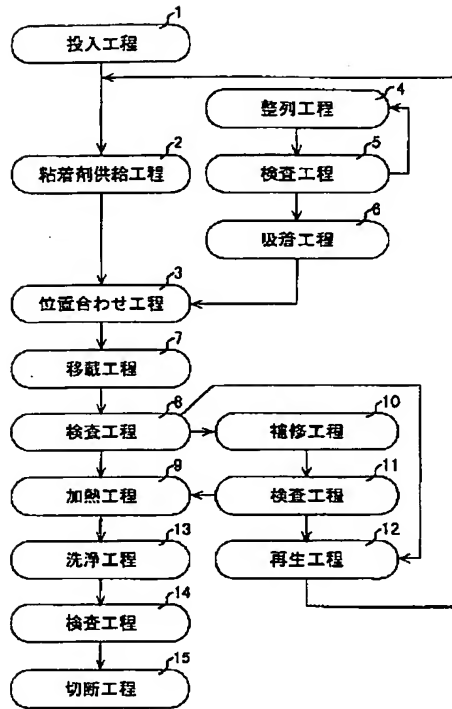 1
投入工程
4
整列工程
2
粘着剤供給工程
5
検査工程
6
吸着工程
3
位置合わせ工程
7
移載工程
8
検査工程
10
補修工程
9
加熱工程
11
検査工程
13
洗浄工程
12
再生工程
14
検査工程
15
切断工程